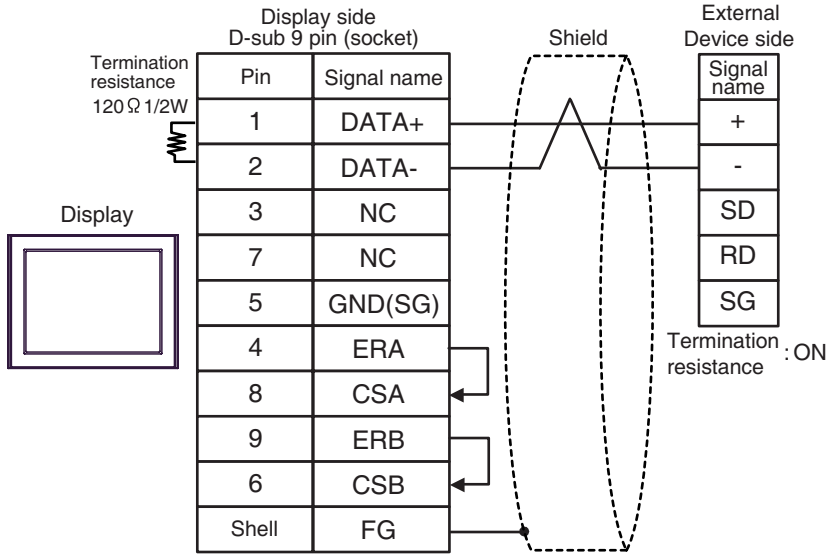 Display side
D-sub 9 pin (socket)
Shield
External
Device side
Termination
resistance
120Ω 1/2W
Pin
Signal name
Signal
name
1
DATA+
+
2
DATA-
-
Display
3
NC
SD
7
NC
RD
5
GND(SG)
SG
4
ERA
Termination
resistance
: ON
8
CSA
9
ERB
6
CSB
Shell
FG